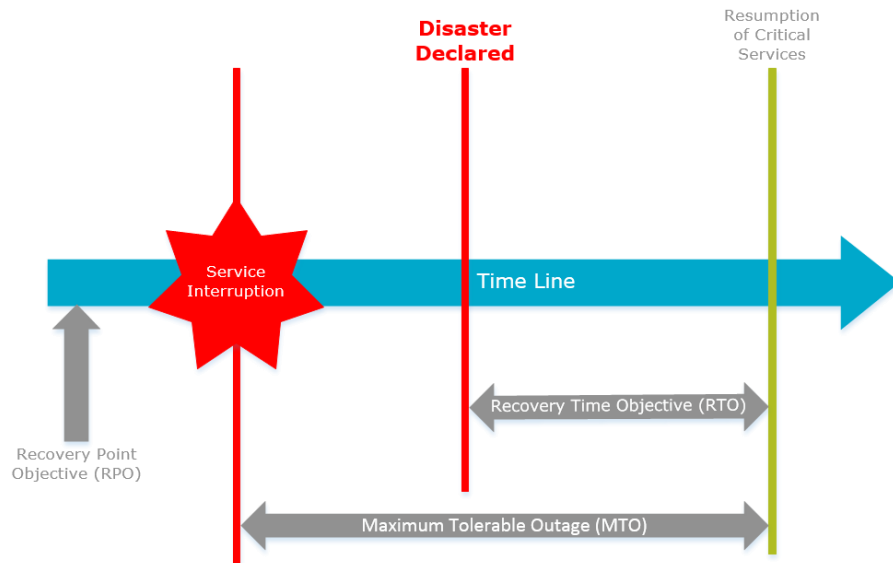 Disaster
Declared
Resumption
of Critical
Services
Service
Interruption
Time Line
Recovery Time Objective (RTO)
Recovery Point
Objective (RPO)
Maximum Tolerable Outage (MTO)